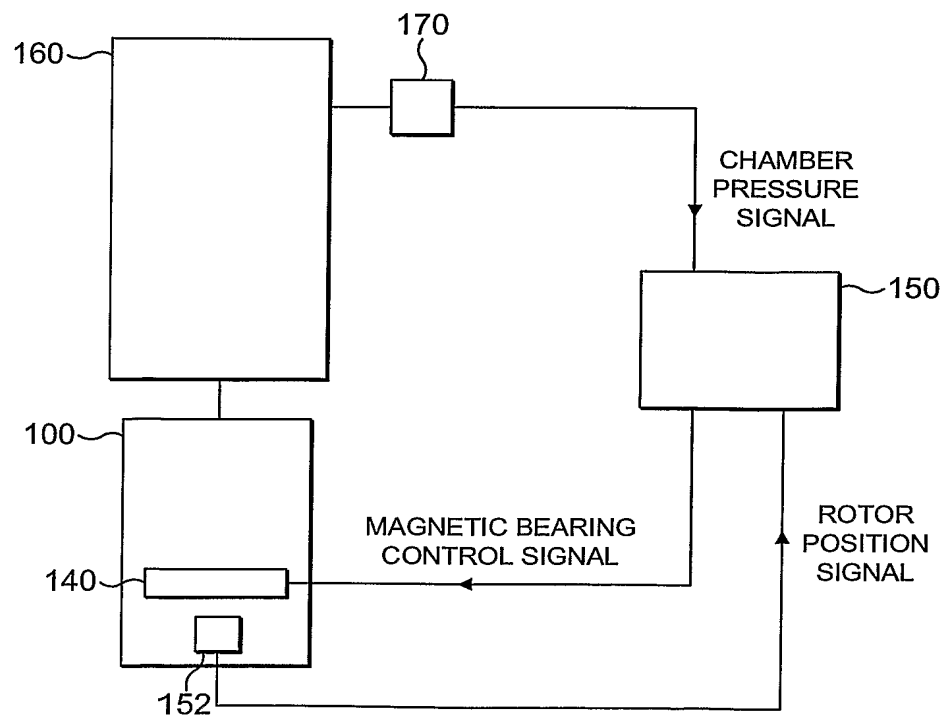 160
170
CHAMBER
PRESSURE
SIGNAL
150
100
MAGNETIC BEARING
CONTROL SIGNAL
ROTOR
POSITION
SIGNAL
140
152